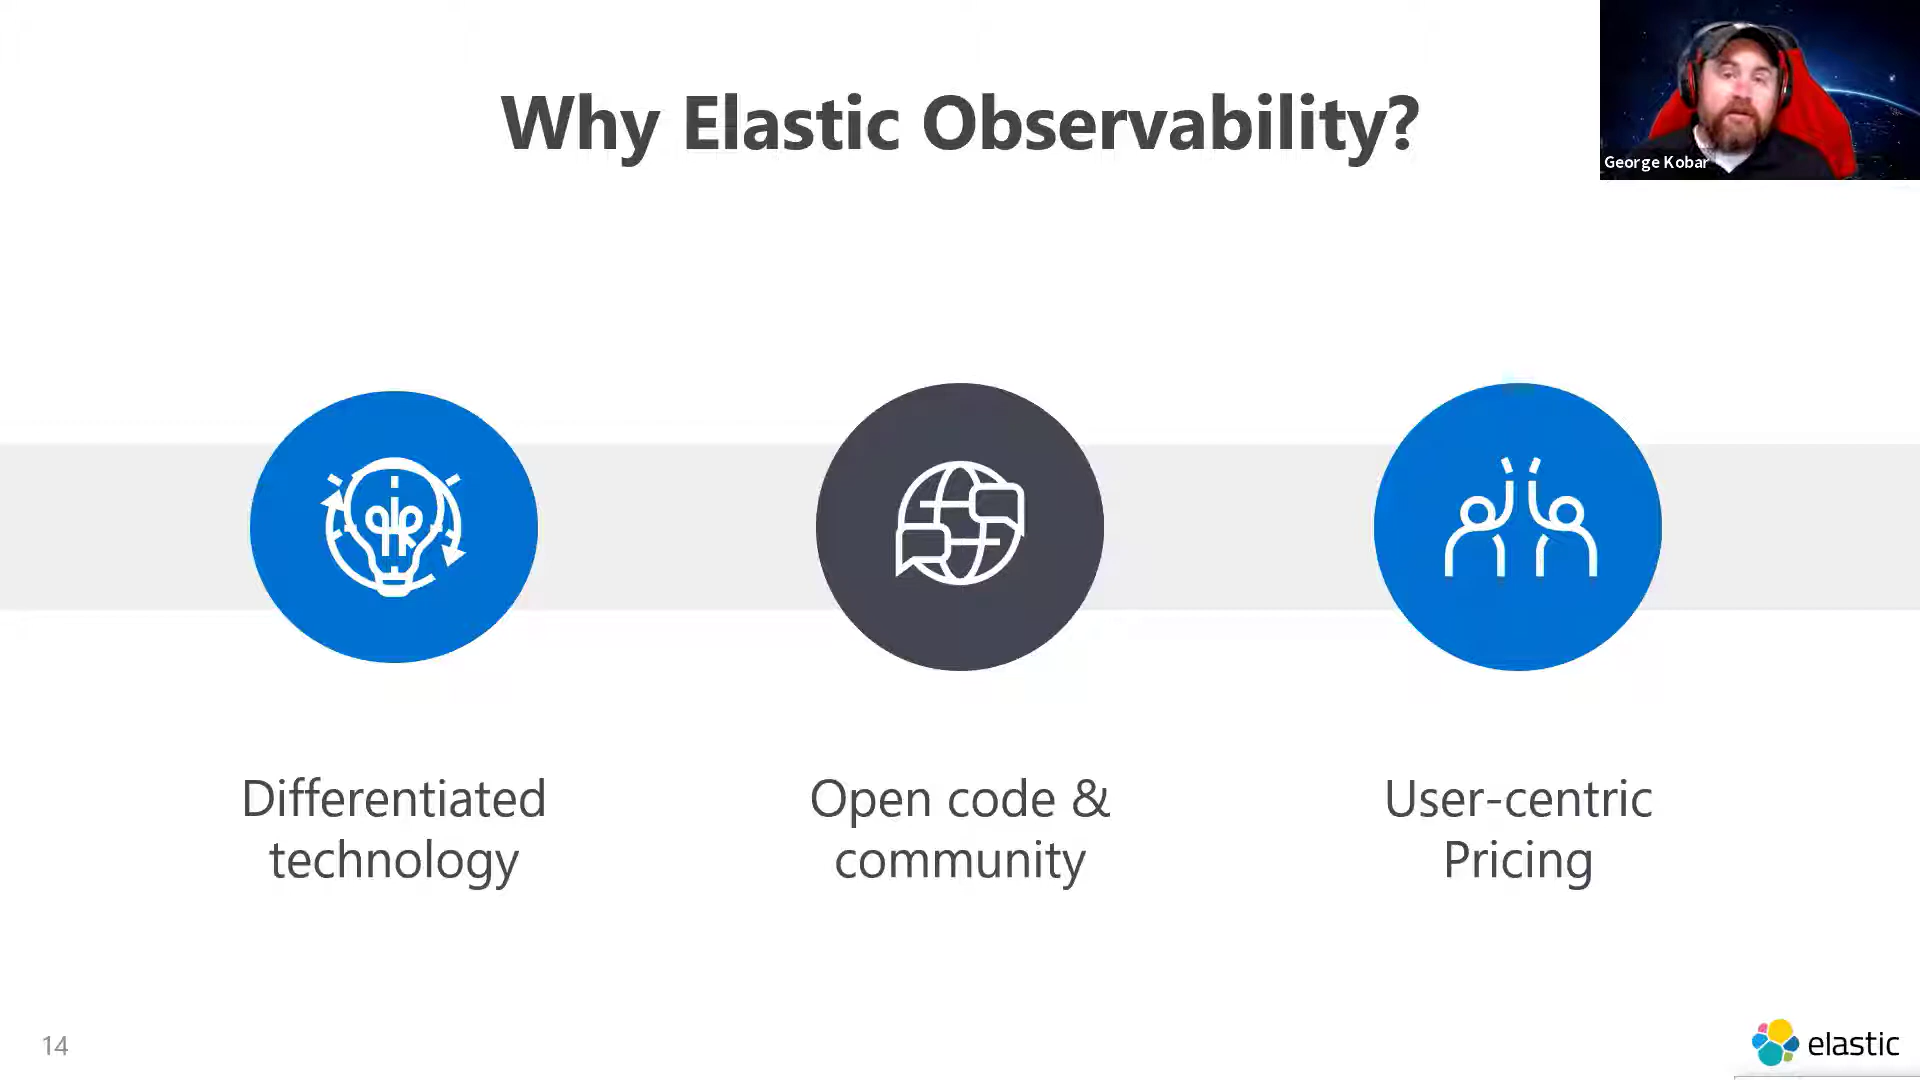 Why Elastic Observability?
George Kobar
Differentiated
technology
Open code &
community
User-centric
Pricing
14
elastic